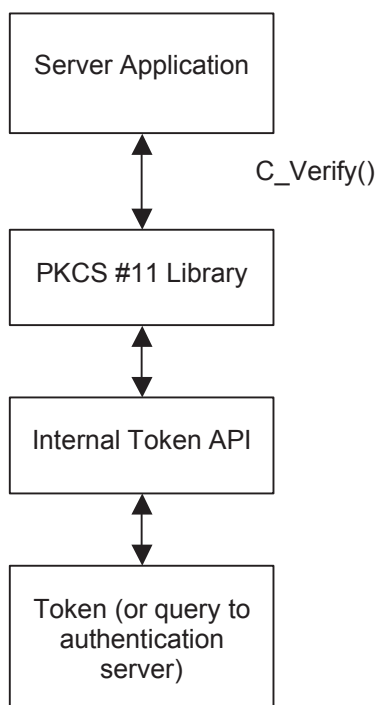 Server Application
C_Verify()
PKCS #11 Library
Internal Token API
Token (or query to
authentication
server)